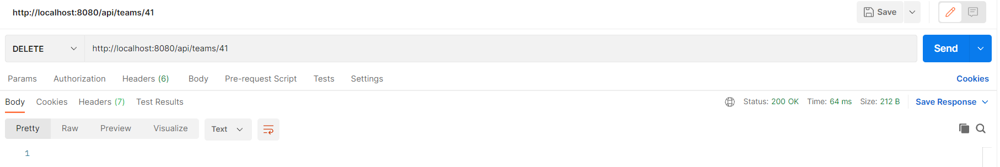 http://localhost:8080/api/teams/41 Save
DELETE http://localhost:8080/api/teams/41 Send
Params Authorization Headers (6) Body Pre-request Script Tests Settings Cookies
Body Cookies Headers (7) Test Results Status: 200 OK Time: 64 ms Size: 212 B Save Response
Pretty Raw Preview Visualize Text
1